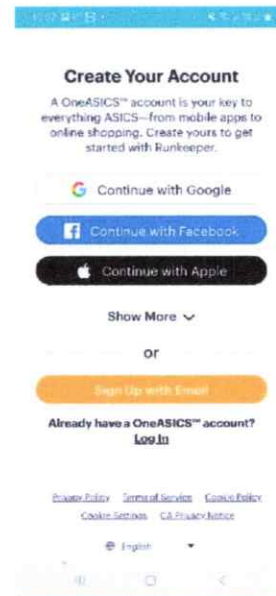 Create Your Account
A OneASICS™ account is your key to
everything ASICS—from mobile apps to
online shopping. Create yours to get
started with Runkeeper.
Continue with Google
Continue with Facebook
Continue with Apple
Show More
or
Sign Up with Email
Already have a OneASICS™ account?
Log In
Privacy Policy Terms of Service Cookie Policy
Cookie Settings CA Privacy Notice
English